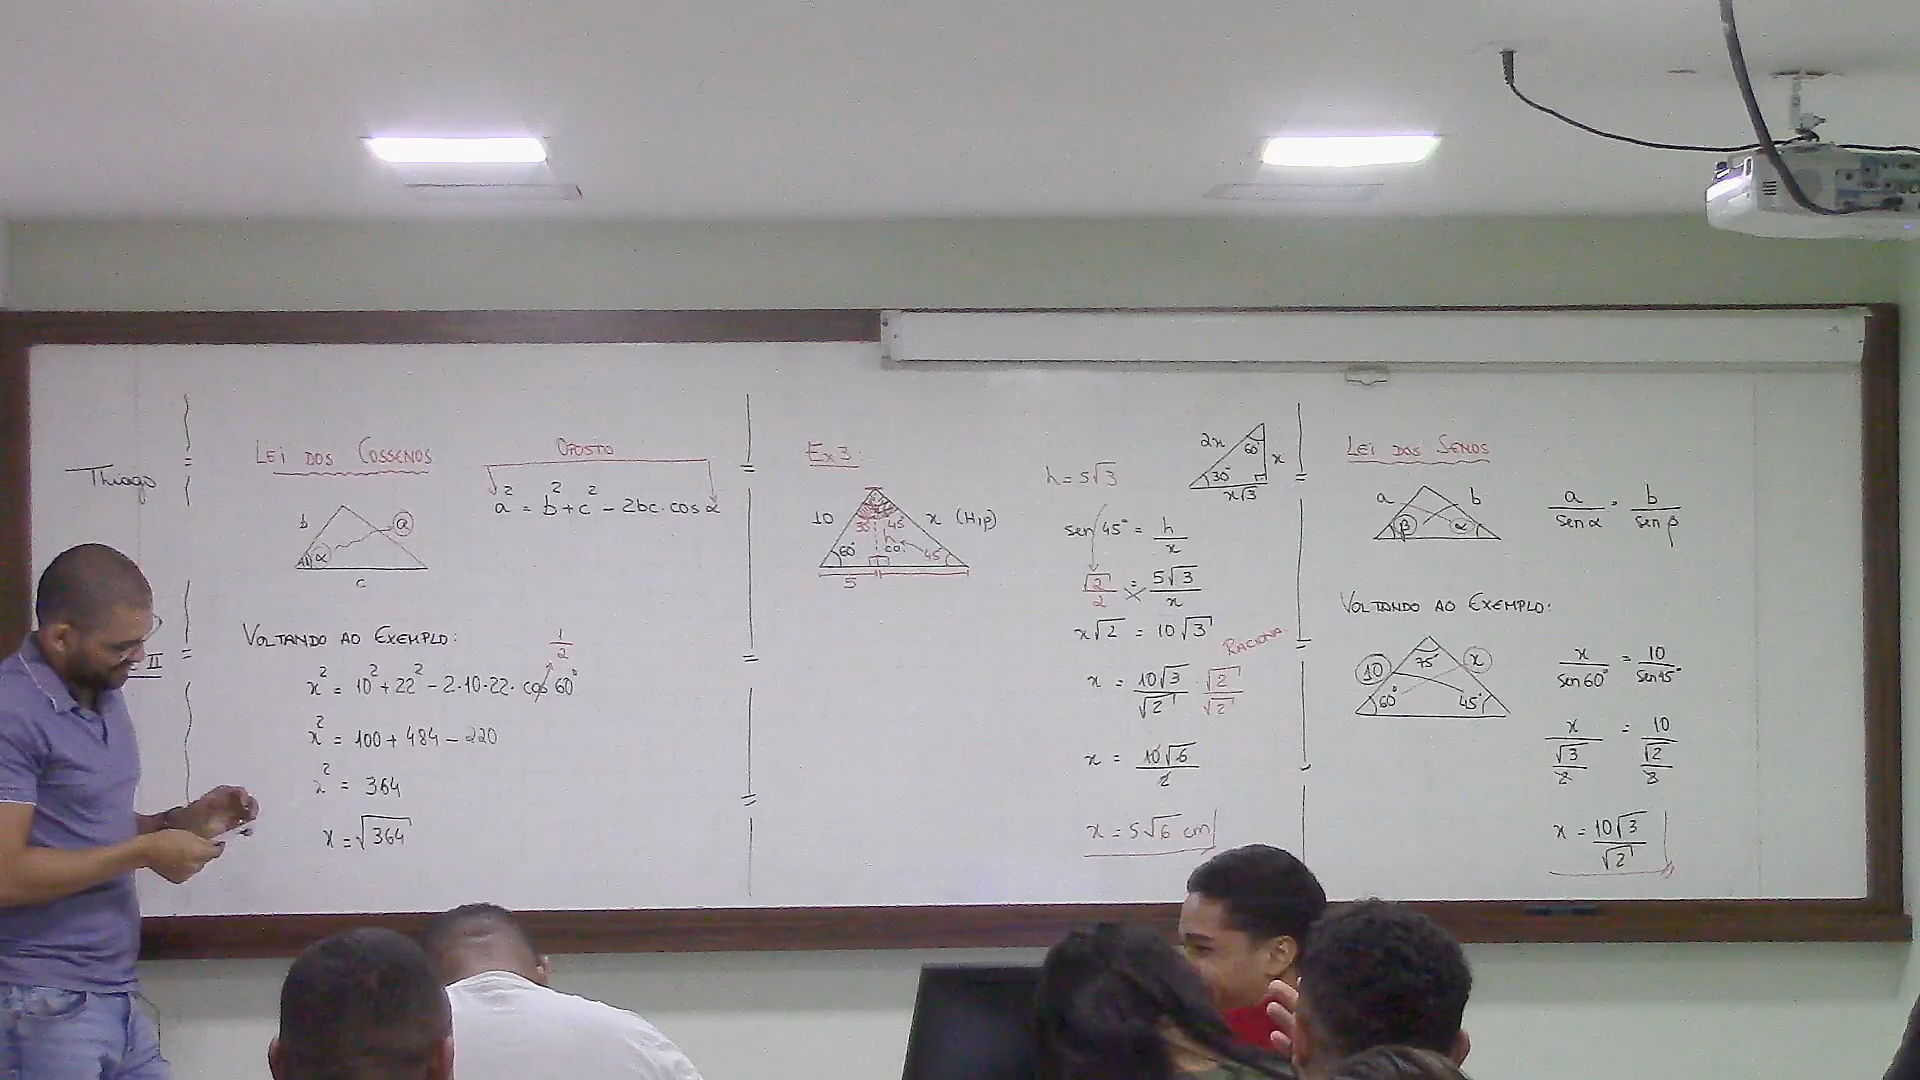 Thiago
II
LEI DOS COSSENOS
OPOSTO
a² = b² + c² - 2bc.cos α
b
a
α
c
VOLTANDO AO EXEMPLO:
1/2
x² = 10² + 22² - 2.10.22.cos 60°
x² = 100 + 484 - 220
x² = 364
x = √364
Ex 3:
10
30° 45°
x (Hip)
h
60°
45°
5
h = 5√3
2x
60°
x
30°
x√3
sen 45° = h/x
√2/2 = 5√3/x
x√2 = 10√3
RACIONA.
x = 10√3/√2 . √2/√2
x = 10√6/2
x = 5√6 cm
LEI DOS SENOS
a
b
β
α
a/sen α = b/sen β
VOLTANDO AO EXEMPLO:
10
75°
x
60°
45°
x/sen 60° = 10/sen 45°
x/(√3/2) = 10/(√2/2)
x = 10√3/√2